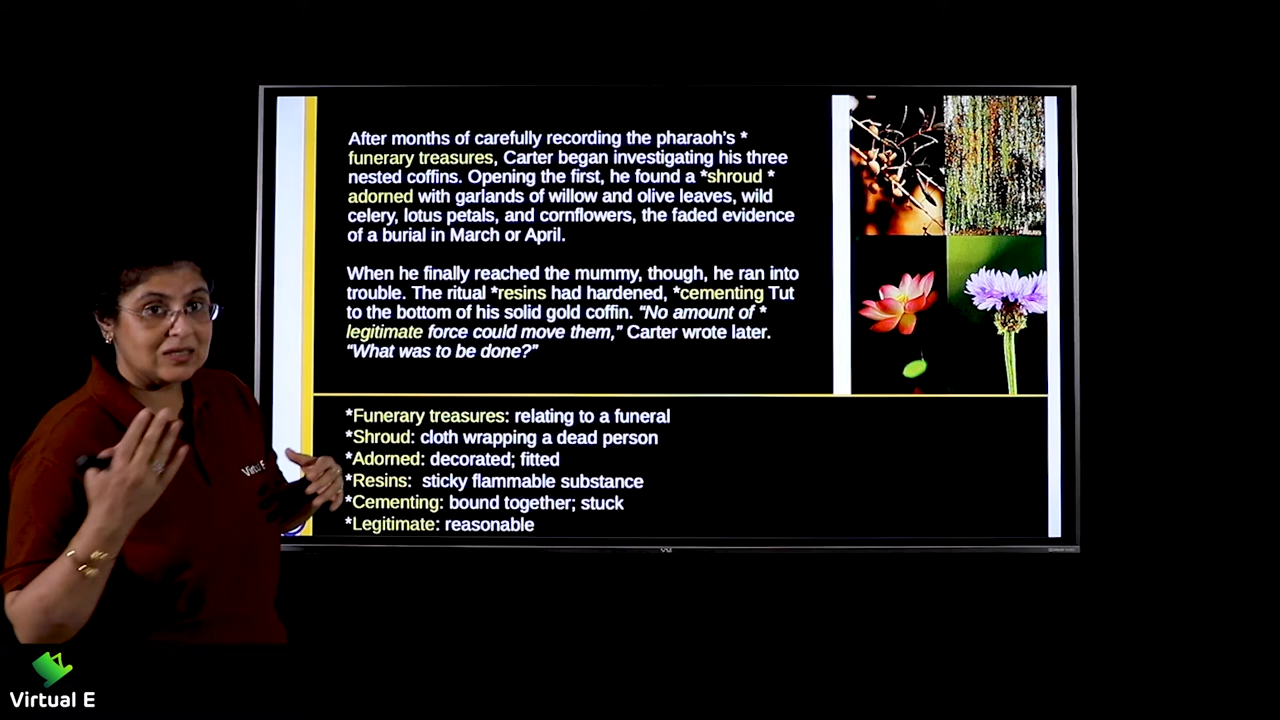 After months of carefully recording the pharaoh's *
funerary treasures, Carter began investigating his three
nested coffins. Opening the first, he found a *shroud *
adorned with garlands of willow and olive leaves, wild
celery, lotus petals, and cornflowers, the faded evidence
of a burial in March or April.
When he finally reached the mummy, though, he ran into
trouble. The ritual *resins had hardened, *cementing Tut
to the bottom of his solid gold coffin. "No amount of *
legitimate force could move them," Carter wrote later.
"What was to be done?"
*Funerary treasures: relating to a funeral
*Shroud: cloth wrapping a dead person
*Adorned: decorated; fitted
*Resins: sticky flammable substance
*Cementing: bound together; stuck
*Legitimate: reasonable
Virtual E
Virtual E